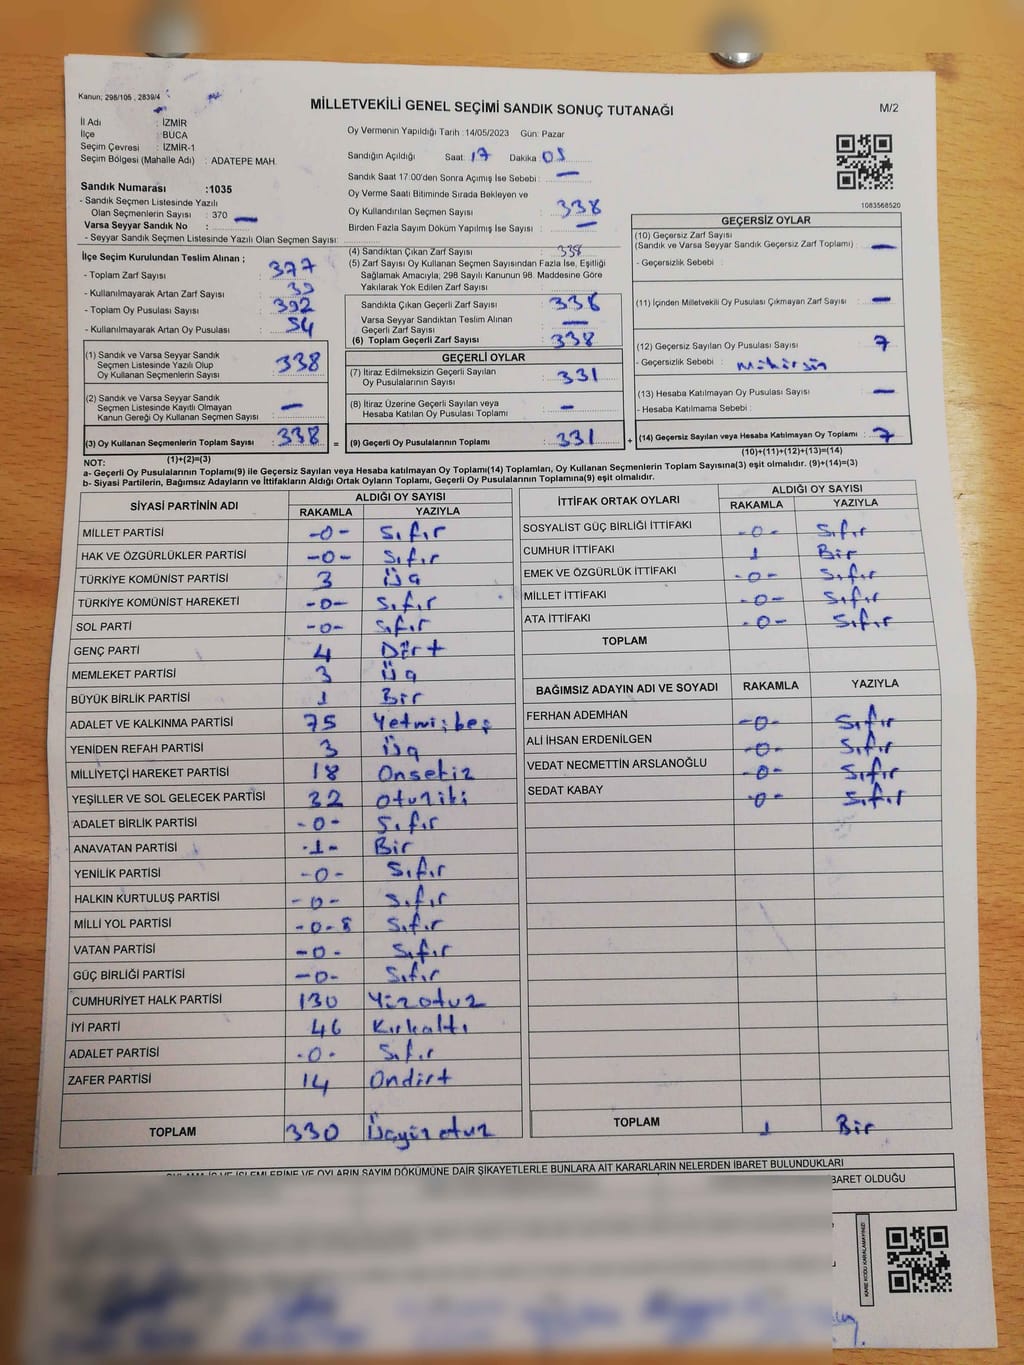 Kanun; 298/105 , 2839/4
MİLLETVEKİLİ GENEL SEÇİMİ SANDIK SONUÇ TUTANAĞI
M/2
İl Adı : İZMİR
İlçe : BUCA
Seçim Çevresi : İZMİR-1
Seçim Bölgesi (Mahalle Adı) : ADATEPE MAH.
Oy Vermenin Yapıldığı Tarih :14/05/2023 Gün: Pazar
Sandığın Açıldığı Saat: 17 Dakika 05
Sandık Saat 17:00'den Sonra Açımış İse Sebebi : —
Oy Verme Saati Bitiminde Sırada Bekleyen ve
Oy Kullandırılan Seçmen Sayısı : 338
Birden Fazla Sayım Döküm Yapılmış İse Sayısı : —
1083568520
Sandık Numarası :1035
- Sandık Seçmen Listesinde Yazılı
Olan Seçmenlerin Sayısı : 370 —
Varsa Seyyar Sandık No :
- Seyyar Sandık Seçmen Listesinde Yazılı Olan Seçmen Sayısı:
İlçe Seçim Kurulundan Teslim Alınan ;
- Toplam Zarf Sayısı : 377
- Kullanılmayarak Artan Zarf Sayısı : 39
- Toplam Oy Pusulası Sayısı : 392
- Kullanılmayarak Artan Oy Pusulası : 54
(4) Sandıktan Çıkan Zarf Sayısı : 338
(5) Zarf Sayısı Oy Kullanan Seçmen Sayısından Fazla İse, Eşitliği
Sağlamak Amacıyla, 298 Sayılı Kanunun 98. Maddesine Göre
Yakılarak Yok Edilen Zarf Sayısı :
Sandıkta Çıkan Geçerli Zarf Sayısı : 338
Varsa Seyyar Sandıktan Teslim Alınan
Geçerli Zarf Sayısı : —
(6) Toplam Geçerli Zarf Sayısı : 338
GEÇERSİZ OYLAR
(10) Geçersiz Zarf Sayısı
(Sandık ve Varsa Seyyar Sandık Geçersiz Zarf Toplamı) : —
- Geçersizlik Sebebi :
(11) İçinden Milletvekili Oy Pusulası Çıkmayan Zarf Sayısı : —
(12) Geçersiz Sayılan Oy Pusulası Sayısı : 7
- Geçersizlik Sebebi : Mühürsün
(13) Hesaba Katılmayan Oy Pusulası Sayısı : —
- Hesaba Katılmama Sebebi :
(14) Geçersiz Sayılan veya Hesaba Katılmayan Oy Toplamı : 7
(10)+(11)+(12)+(13)=(14)
(1) Sandık ve Varsa Seyyar Sandık
Seçmen Listesinde Yazılı Olup
Oy Kullanan Seçmenlerin Sayısı : 338
(2) Sandık ve Varsa Seyyar Sandık
Seçmen Listesinde Kayıtlı Olmayan
Kanun Gereği Oy Kullanan Seçmen Sayısı : —
(3) Oy Kullanan Seçmenlerin Toplam Sayısı : 338 =
(1)+(2)=(3)
GEÇERLİ OYLAR
(7) İtiraz Edilmeksizin Geçerli Sayılan
Oy Pusulalarının Sayısı : 331
(8) İtiraz Üzerine Geçerli Sayılan veya
Hesaba Katılan Oy Pusulası Toplamı : —
(9) Geçerli Oy Pusulalarının Toplamı : 331 +
NOT:
a- Geçerli Oy Pusulalarının Toplamı(9) ile Geçersiz Sayılan veya Hesaba katılmayan Oy Toplamı(14) Toplamları, Oy Kullanan Seçmenlerin Toplam Sayısına(3) eşit olmalıdır. (9)+(14)=(3)
b- Siyasi Partilerin, Bağımsız Adayların ve İttifakların Aldığı Ortak Oyların Toplamı, Geçerli Oy Pusulalarının Toplamına(9) eşit olmalıdır.
SİYASİ PARTİNİN ADI ALDIĞI OY SAYISI
RAKAMLA YAZIYLA
MİLLET PARTİSİ -0- Sıfır
HAK VE ÖZGÜRLÜKLER PARTİSİ -0- Sıfır
TÜRKİYE KOMÜNİST PARTİSİ 3 Üç
TÜRKİYE KOMÜNİST HAREKETİ -0- Sıfır
SOL PARTİ -0- Sıfır
GENÇ PARTİ 4 Dört
MEMLEKET PARTİSİ 3 Üç
BÜYÜK BİRLİK PARTİSİ 1 Bir
ADALET VE KALKINMA PARTİSİ 75 Yetmişbeş
YENİDEN REFAH PARTİSİ 3 Üç
MİLLİYETÇİ HAREKET PARTİSİ 18 Onsekiz
YEŞİLLER VE SOL GELECEK PARTİSİ 32 Otuziki
ADALET BİRLİK PARTİSİ -0- Sıfır
ANAVATAN PARTİSİ -1- Bir
YENİLİK PARTİSİ -0- Sıfır
HALKIN KURTULUŞ PARTİSİ -0- Sıfır
MİLLİ YOL PARTİSİ -0- Sıfır
VATAN PARTİSİ -0- Sıfır
GÜÇ BİRLİĞİ PARTİSİ -0- Sıfır
CUMHURİYET HALK PARTİSİ 130 Yüzotuz
İYİ PARTİ 46 Kırkaltı
ADALET PARTİSİ -0- Sıfır
ZAFER PARTİSİ 14 Ondört
TOPLAM 330 Üçyüzotuz
İTTİFAK ORTAK OYLARI ALDIĞI OY SAYISI
RAKAMLA YAZIYLA
SOSYALİST GÜÇ BİRLİĞİ İTTİFAKI -0- Sıfır
CUMHUR İTTİFAKI 1 Bir
EMEK VE ÖZGÜRLÜK İTTİFAKI -0- Sıfır
MİLLET İTTİFAKI -0- Sıfır
ATA İTTİFAKI -0- Sıfır
TOPLAM
BAĞIMSIZ ADAYIN ADI VE SOYADI RAKAMLA YAZIYLA
FERHAN ADEMHAN -0- Sıfır
ALİ İHSAN ERDENİLGEN -0- Sıfır
VEDAT NECMETTİN ARSLANOĞLU -0- Sıfır
SEDAT KABAY -0- Sıfır
TOPLAM 1 Bir
OYLAMA İŞ VE İŞLEMLERİNE VE OYLARIN SAYIM DÖKÜMÜNE DAİR ŞİKAYETLERLE BUNLARA AİT KARARLARIN NELERDEN İBARET BULUNDUKLARI
BARET OLDUĞU
KARE KODU KARALAMAYINIZ!